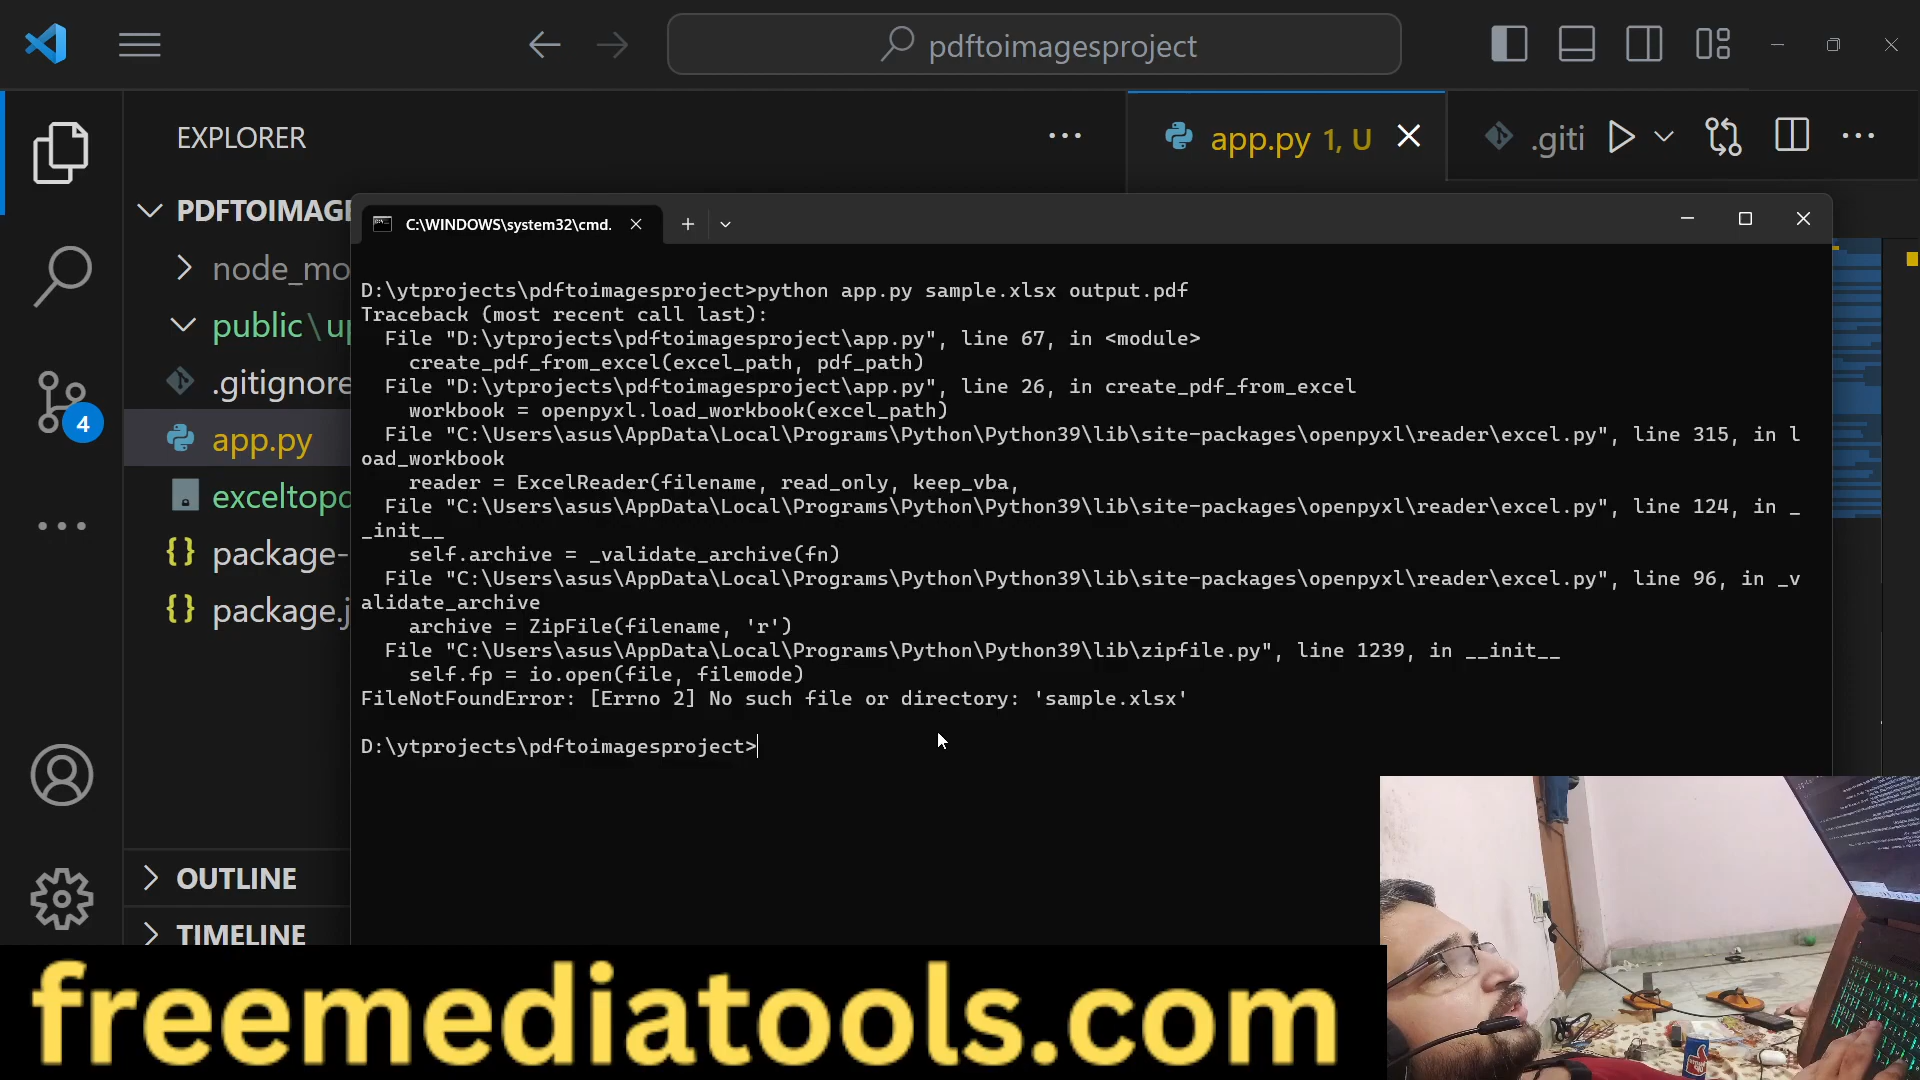 pdftoimagesproject
EXPLORER
app.py 1, U
.giti
PDFTOIMAGE
node_mo
public\up
.gitignore
4
app.py
exceltopd
package-
package.j
OUTLINE
TIMELINE
C:\WINDOWS\system32\cmd.
D:\ytprojects\pdftoimagesproject>python app.py sample.xlsx output.pdf
Traceback (most recent call last):
File "D:\ytprojects\pdftoimagesproject\app.py", line 67, in <module>
create_pdf_from_excel(excel_path, pdf_path)
File "D:\ytprojects\pdftoimagesproject\app.py", line 26, in create_pdf_from_excel
workbook = openpyxl.load_workbook(excel_path)
File "C:\Users\asus\AppData\Local\Programs\Python\Python39\lib\site-packages\openpyxl\reader\excel.py", line 315, in l
oad_workbook
reader = ExcelReader(filename, read_only, keep_vba,
File "C:\Users\asus\AppData\Local\Programs\Python\Python39\lib\site-packages\openpyxl\reader\excel.py", line 124, in _
_init__
self.archive = _validate_archive(fn)
File "C:\Users\asus\AppData\Local\Programs\Python\Python39\lib\site-packages\openpyxl\reader\excel.py", line 96, in _v
alidate_archive
archive = ZipFile(filename, 'r')
File "C:\Users\asus\AppData\Local\Programs\Python\Python39\lib\zipfile.py", line 1239, in __init__
self.fp = io.open(file, filemode)
FileNotFoundError: [Errno 2] No such file or directory: 'sample.xlsx'
D:\ytprojects\pdftoimagesproject>
freemediatools.com